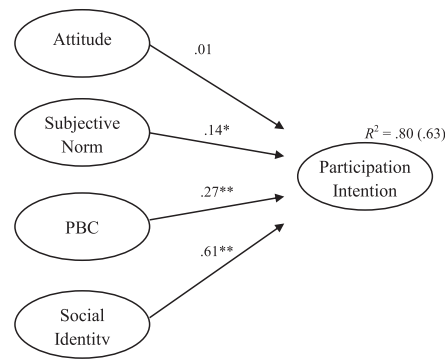 Attitude
.01
Subjective
Norm
.14*
R² = .80 (.63)
Participation
Intention
.27**
PBC
.61**
Social
Identity